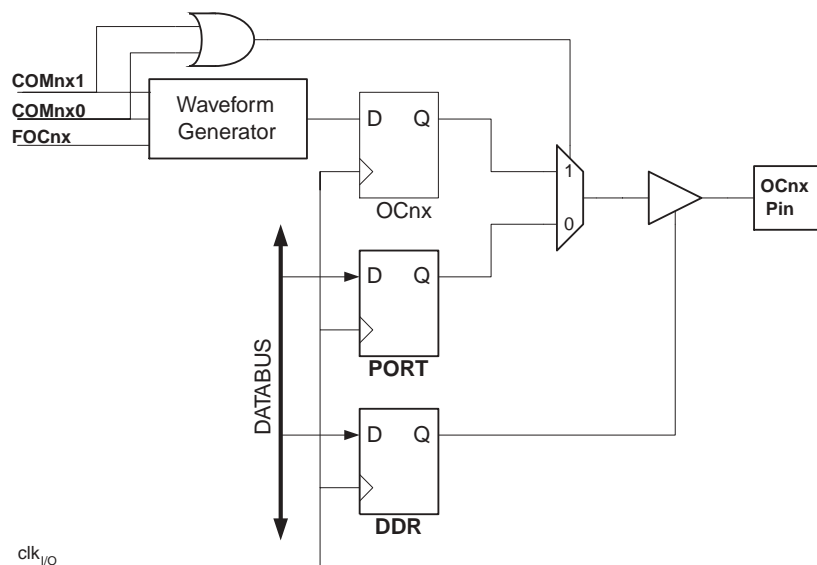 COMnx1
COMnx0
FOCnx
Waveform
Generator
D Q
OCnx
1
0
OCnx
Pin
D Q
PORT
DATABUS
D Q
DDR
clkI/O